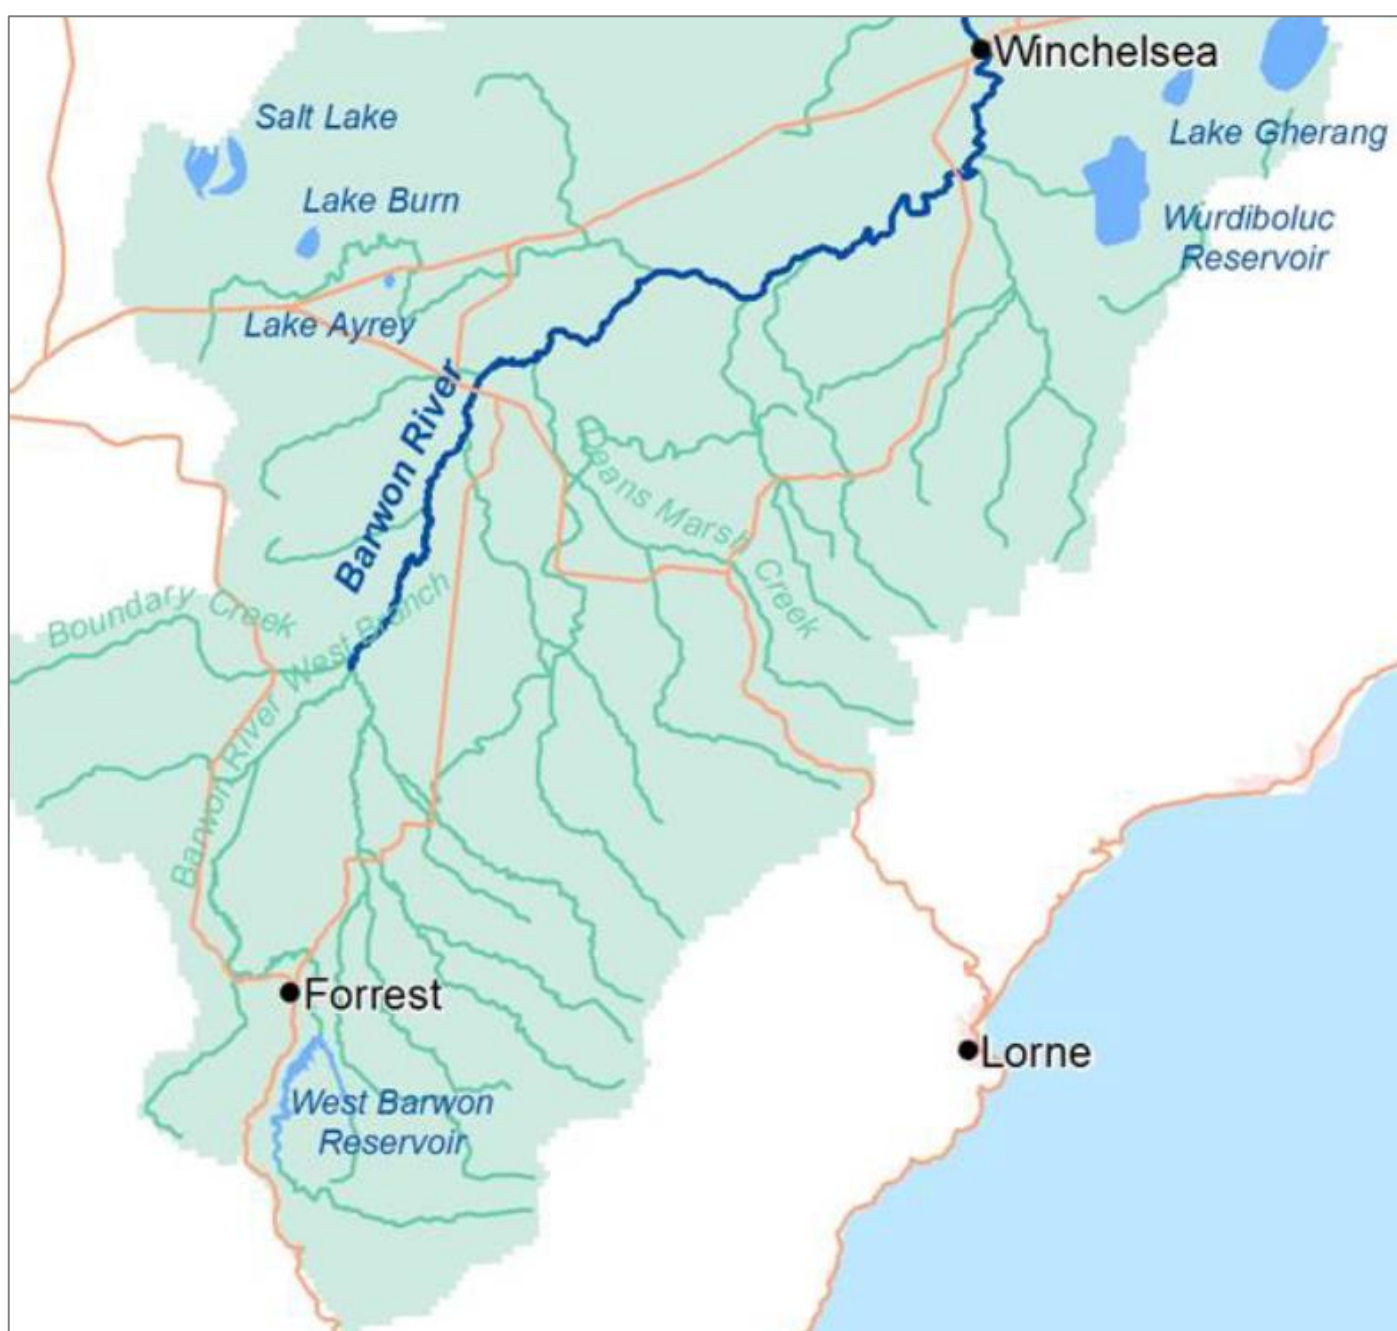 Winchelsea
Salt Lake
Lake Gherang
Lake Burn
Wurdiboluc
Reservoir
Lake Ayrey
Barwon River
Deans Marsh Creek
Boundary Creek
Barwon River West Branch
Forrest
Lorne
West Barwon
Reservoir